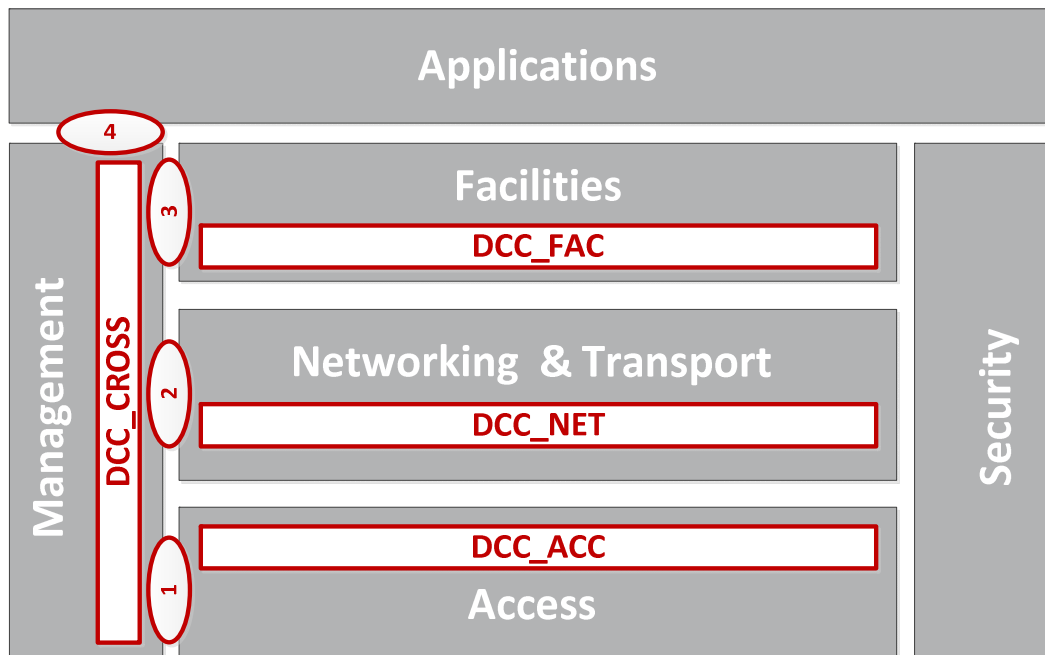 Applications
4
Management
DCC_CROSS
3
Facilities
DCC_FAC
2
Networking & Transport
DCC_NET
1
DCC_ACC
Access
Security